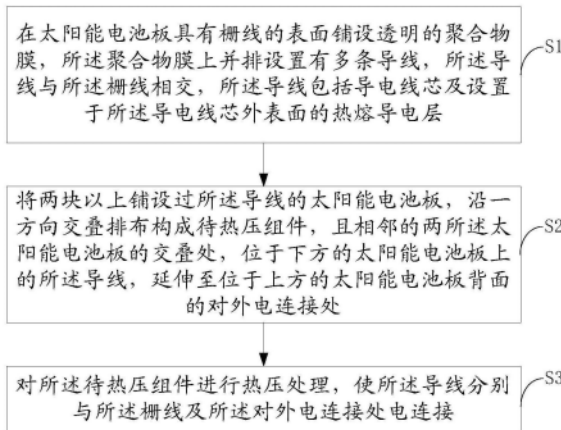 在太阳能电池板具有栅线的表面铺设透明的聚合物
膜，所述聚合物膜上并排设置有多条导线，所述导
线与所述栅线相交，所述导线包括导电线芯及设置
于所述导电线芯外表面的热熔导电层
S1
将两块以上铺设过所述导线的太阳能电池板，沿一
方向交叠排布构成待热压组件，且相邻的两所述太
阳能电池板的交叠处，位于下方的太阳能电池板上
的所述导线，延伸至位于上方的太阳能电池板背面
的对外电连接处
S2
对所述待热压组件进行热压处理，使所述导线分别
与所述栅线及所述对外电连接处电连接
S3